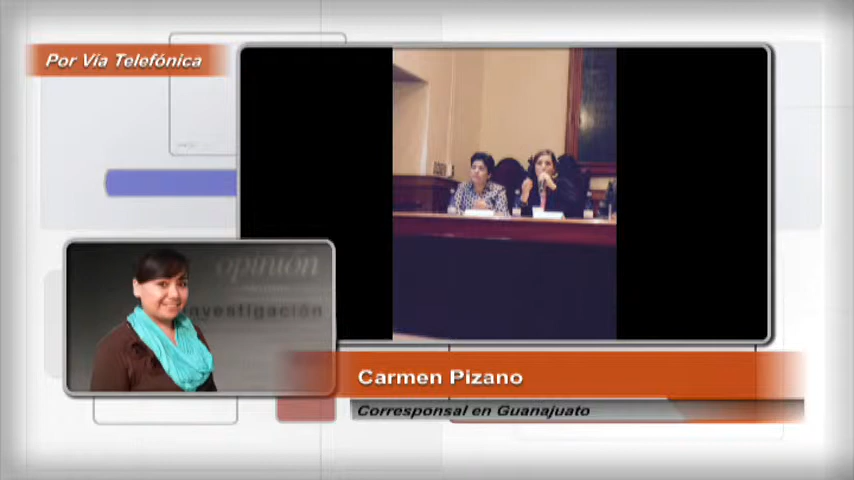 Por Vía Telefónica
opinión
investigación
Carmen Pizano
Corresponsal en Guanajuato